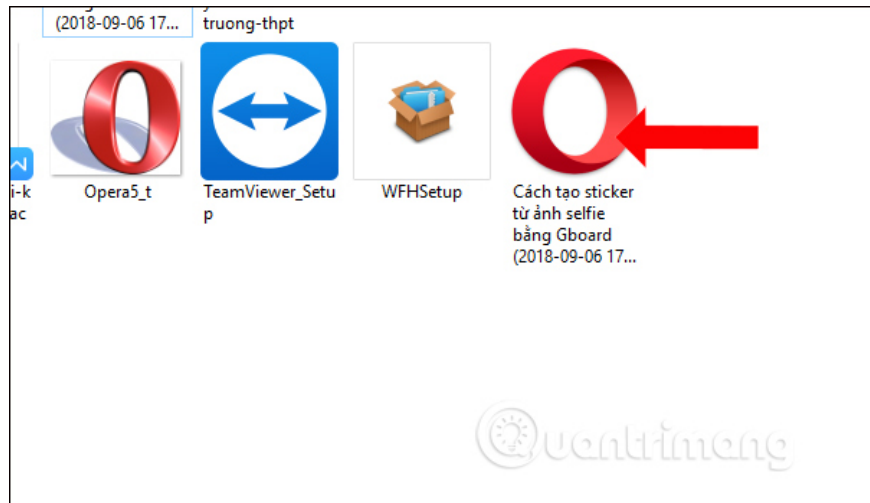 (2018-09-06 17...
truong-thpt
i-k
ac
Opera5_t
TeamViewer_Setu
p
WFHSetup
Cách tạo sticker
từ ảnh selfie
bằng Gboard
(2018-09-06 17...
Quantrimang